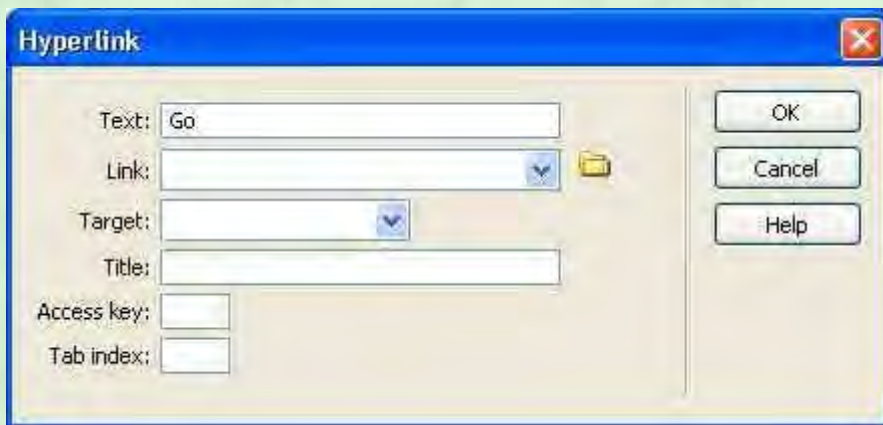 Hyperlink
Text: Go
OK
Link:
Cancel
Target:
Help
Title:
Access key:
Tab index: